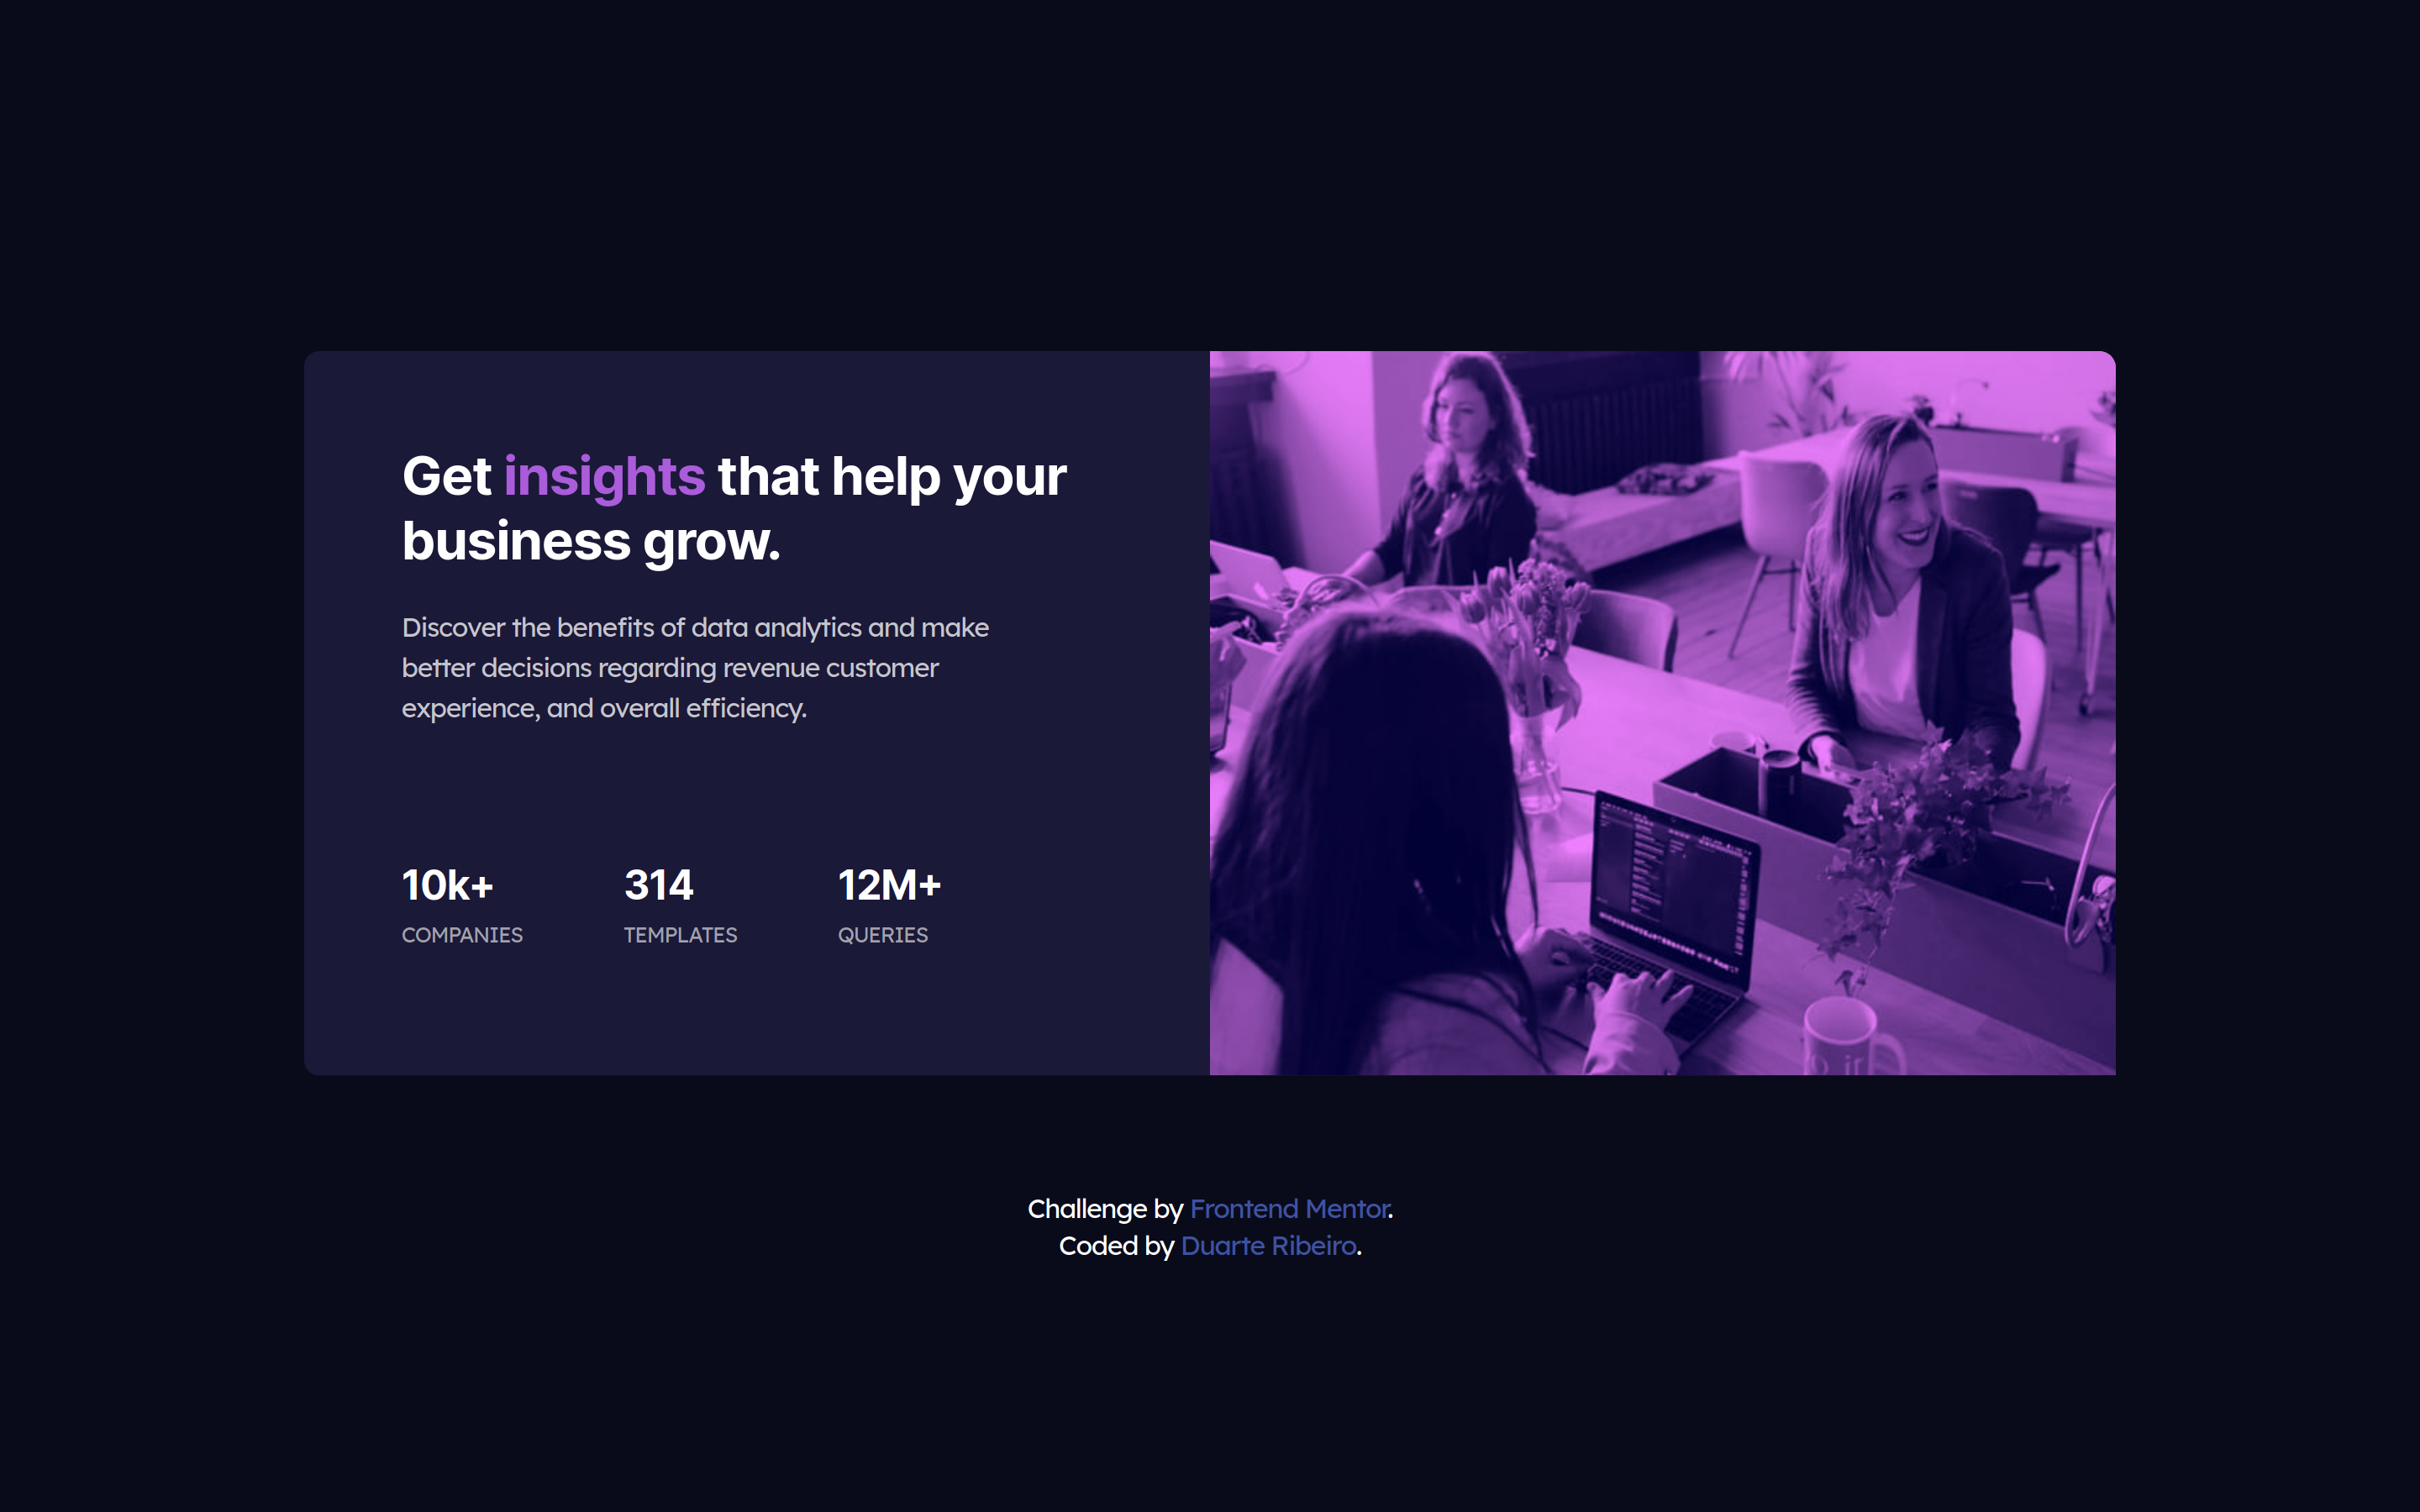 Get insights that help your
business grow.
Discover the benefits of data analytics and make
better decisions regarding revenue customer
experience, and overall efficiency.
10k+
314
12M+
COMPANIES
TEMPLATES
QUERIES
Challenge by Frontend Mentor.
Coded by Duarte Ribeiro.